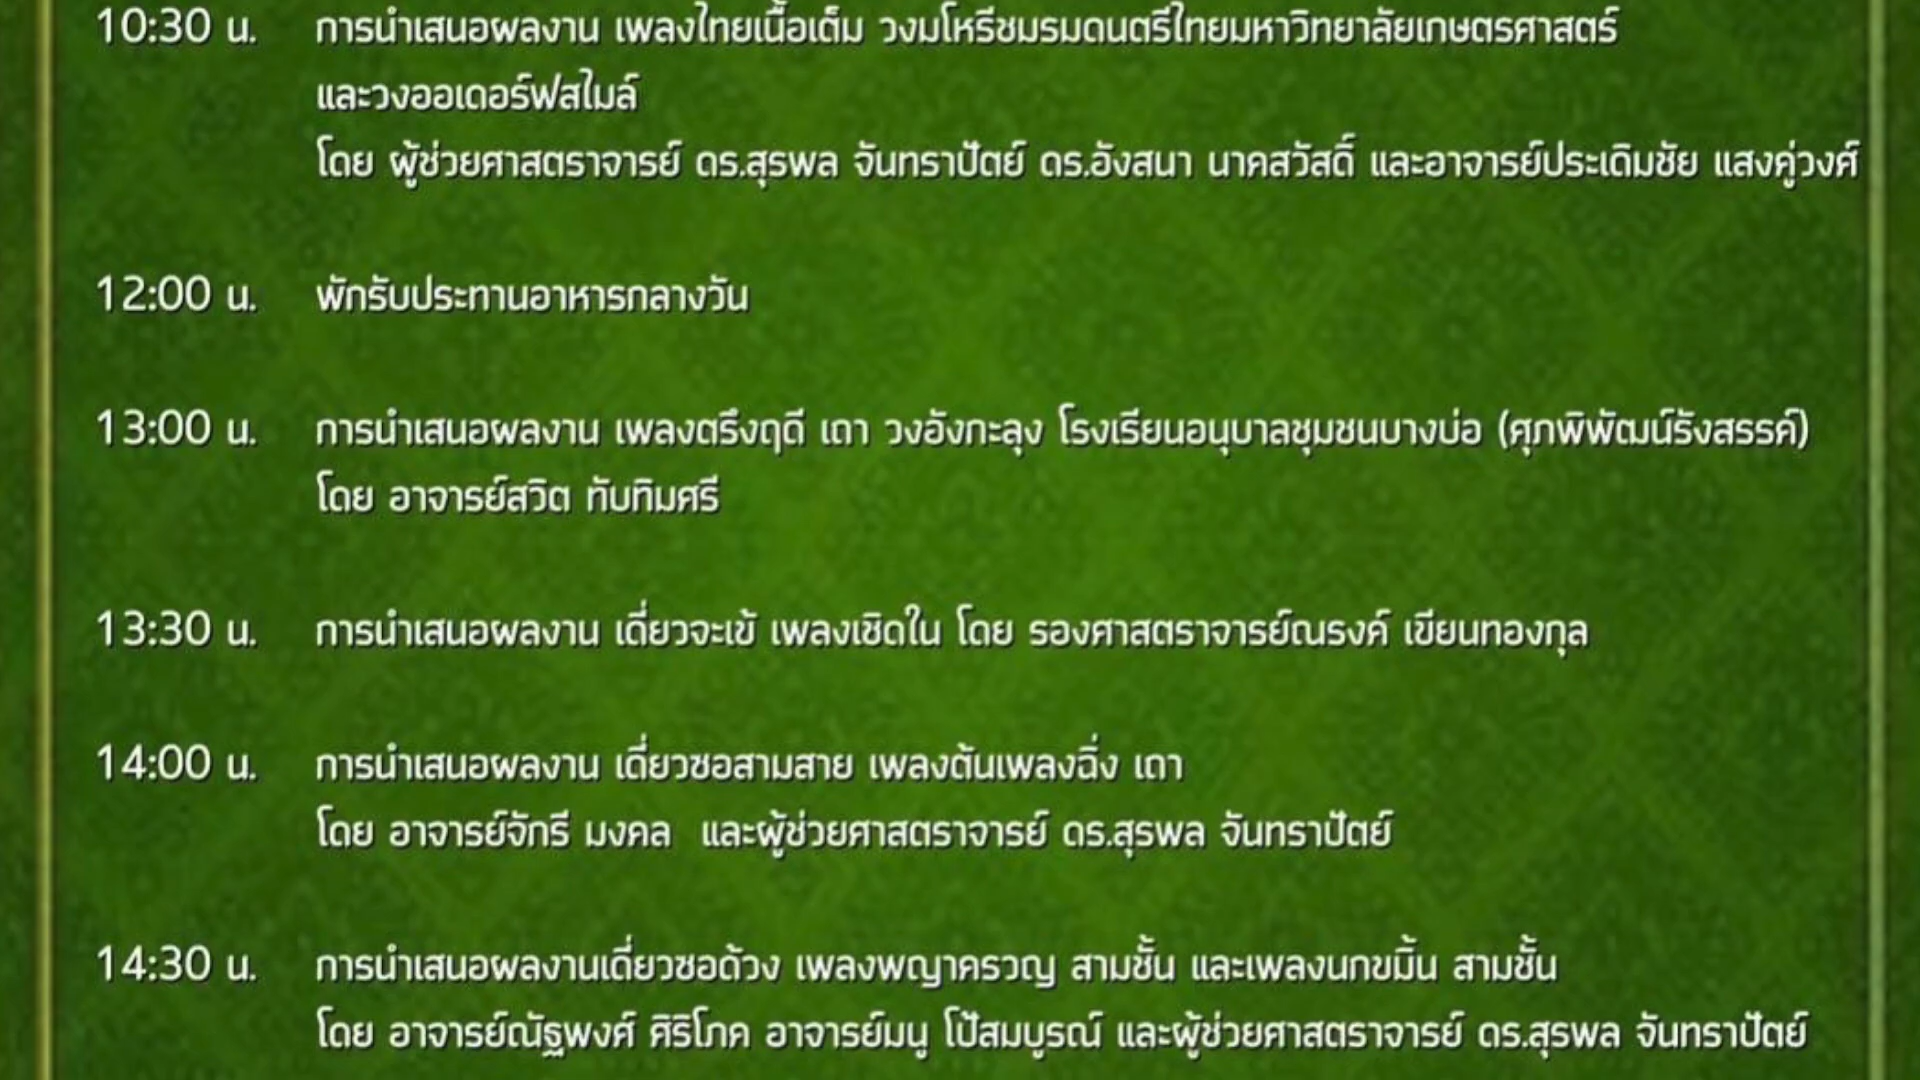 10:30 น. การนำเสนอผลงาน เพลงไทยเนื้อเต็ม วงมโหรีชมรมดนตรีไทยมหาวิทยาลัยเกษตรศาสตร์
และวงออเดอร์ฟสไมล์
โดย ผู้ช่วยศาสตราจารย์ ดร.สุรพล จันทราปัตย์ ดร.อังสนา นาคสวัสดิ์ และอาจารย์ประเดิมชัย แสงคู่วงศ์
12:00 น. พักรับประทานอาหารกลางวัน
13:00 น. การนำเสนอผลงาน เพลงตรึงฤดี เถา วงอังกะลุง โรงเรียนอนุบาลชุมชนบางบ่อ (ศุภพิพัฒน์รังสรรค์)
โดย อาจารย์สวิต ทับทิมศรี
13:30 น. การนำเสนอผลงาน เดี่ยวจะเข้ เพลงเชิดใน โดย รองศาสตราจารย์ณรงค์ เขียนทองกุล
14:00 น. การนำเสนอผลงาน เดี่ยวซอสามสาย เพลงต้นเพลงฉิ่ง เถา
โดย อาจารย์จักรี มงคล และผู้ช่วยศาสตราจารย์ ดร.สุรพล จันทราปัตย์
14:30 น. การนำเสนอผลงานเดี่ยวซอด้วง เพลงพญาครวญ สามชั้น และเพลงนกขมิ้น สามชั้น
โดย อาจารย์ณัฐพงศ์ ศิริโภค อาจารย์มนู โป้สมบูรณ์ และผู้ช่วยศาสตราจารย์ ดร.สุรพล จันทราปัตย์